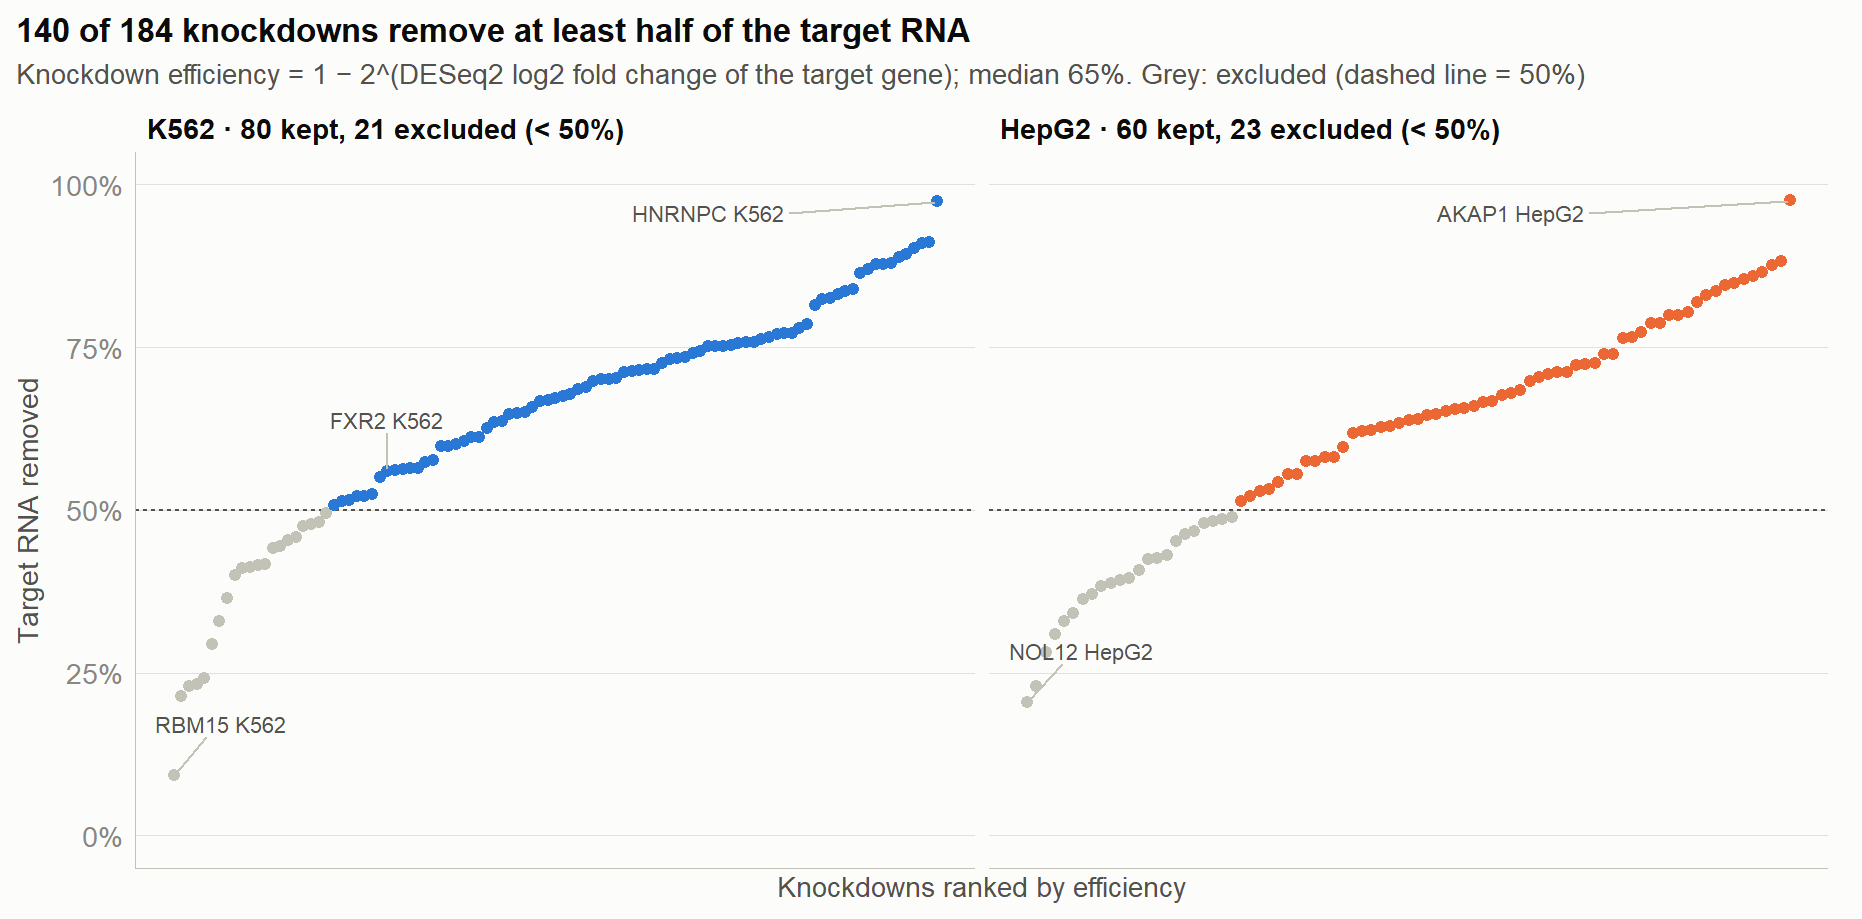 140 of 184 knockdowns remove at least half of the target RNA
Knockdown efficiency = 1 − 2^(DESeq2 log2 fold change of the target gene); median 65%. Grey: excluded (dashed line = 50%)
K562 · 80 kept, 21 excluded (< 50%)
HepG2 · 60 kept, 23 excluded (< 50%)
Target RNA removed
100%
75%
50%
25%
0%
HNRNPC K562
FXR2 K562
RBM15 K562
AKAP1 HepG2
NOL12 HepG2
Knockdowns ranked by efficiency